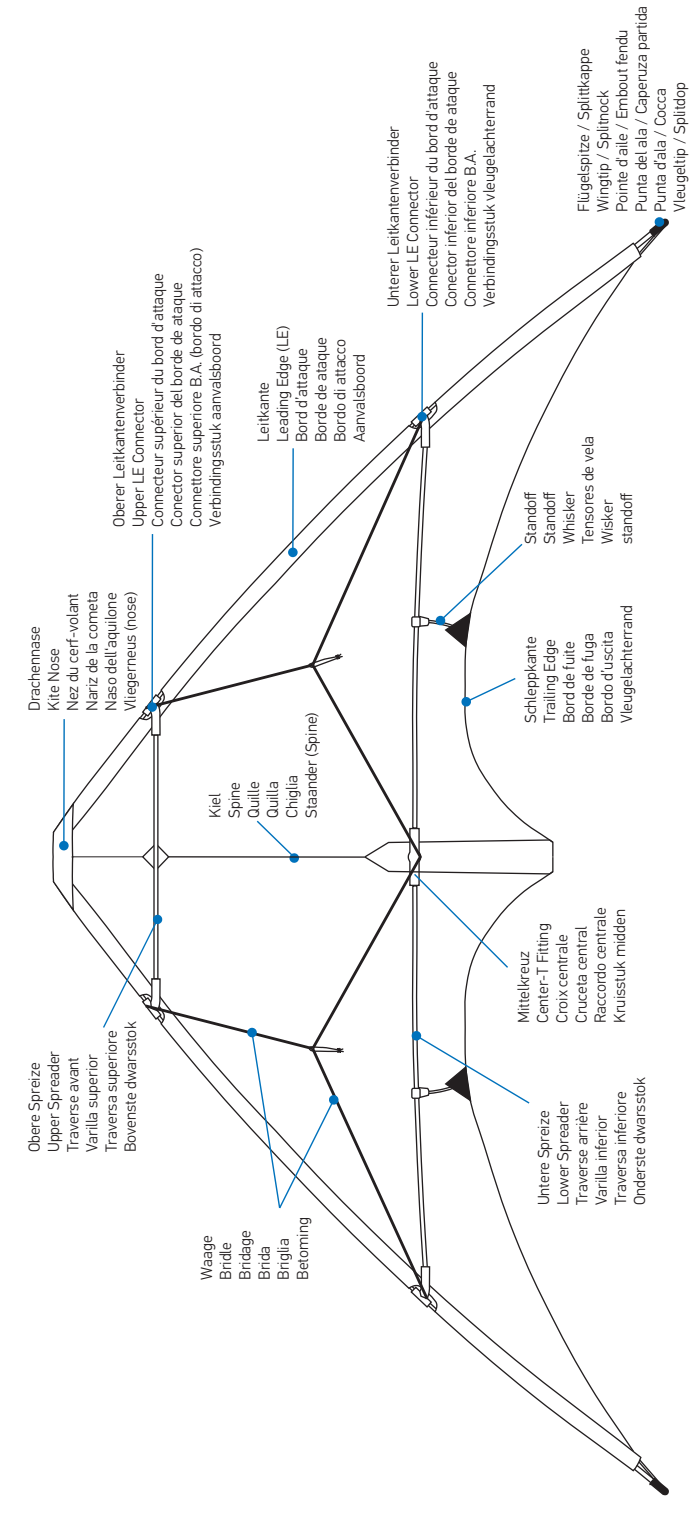 Obere Spreize
Upper Spreader
Traverse avant
Varilla superior
Traversa superiore
Bovenste dwarsstok
Drachennase
Kite Nose
Nez du cerf-volant
Nariz de la cometa
Naso dell'aquilone
Vliegerneus (nose)
Oberer Leitkantenverbinder
Upper LE Connector
Connecteur supérieur du bord d'attaque
Conector superior del borde de ataque
Connettore superiore B.A. (bordo di attacco)
Verbindingsstuk aanvalsboord
Leitkante
Leading Edge (LE)
Bord d'attaque
Borde de ataque
Bordo di attacco
Aanvalsboord
Unterer Leitkantenverbinder
Lower LE Connector
Connecteur inférieur du bord d'attaque
Conector inferior del borde de ataque
Connettore inferiore B.A.
Verbindingsstuk vleugelachterrand
Flügelspitze / Splittkappe
Wingtip / Splitnock
Pointe d'aile / Embout fendu
Punta del ala / Caperuza partida
Punta d'ala / Cocca
Vleugeltip / Splitdop
Waage
Bridle
Bridage
Brida
Briglia
Betoming
Kiel
Spine
Quille
Quilla
Chiglia
Staander (Spine)
Untere Spreize
Lower Spreader
Traverse arrière
Varilla inferior
Traversa inferiore
Onderste dwarsstok
Mittelkreuz
Center-T Fitting
Croix centrale
Cruceta central
Raccordo centrale
Kruisstuk midden
Schleppkante
Trailing Edge
Bord de fuite
Borde de fuga
Bordo d'uscita
Vleugelachterrand
Standoff
Standoff
Whisker
Tensores de vela
Wisker
standoff